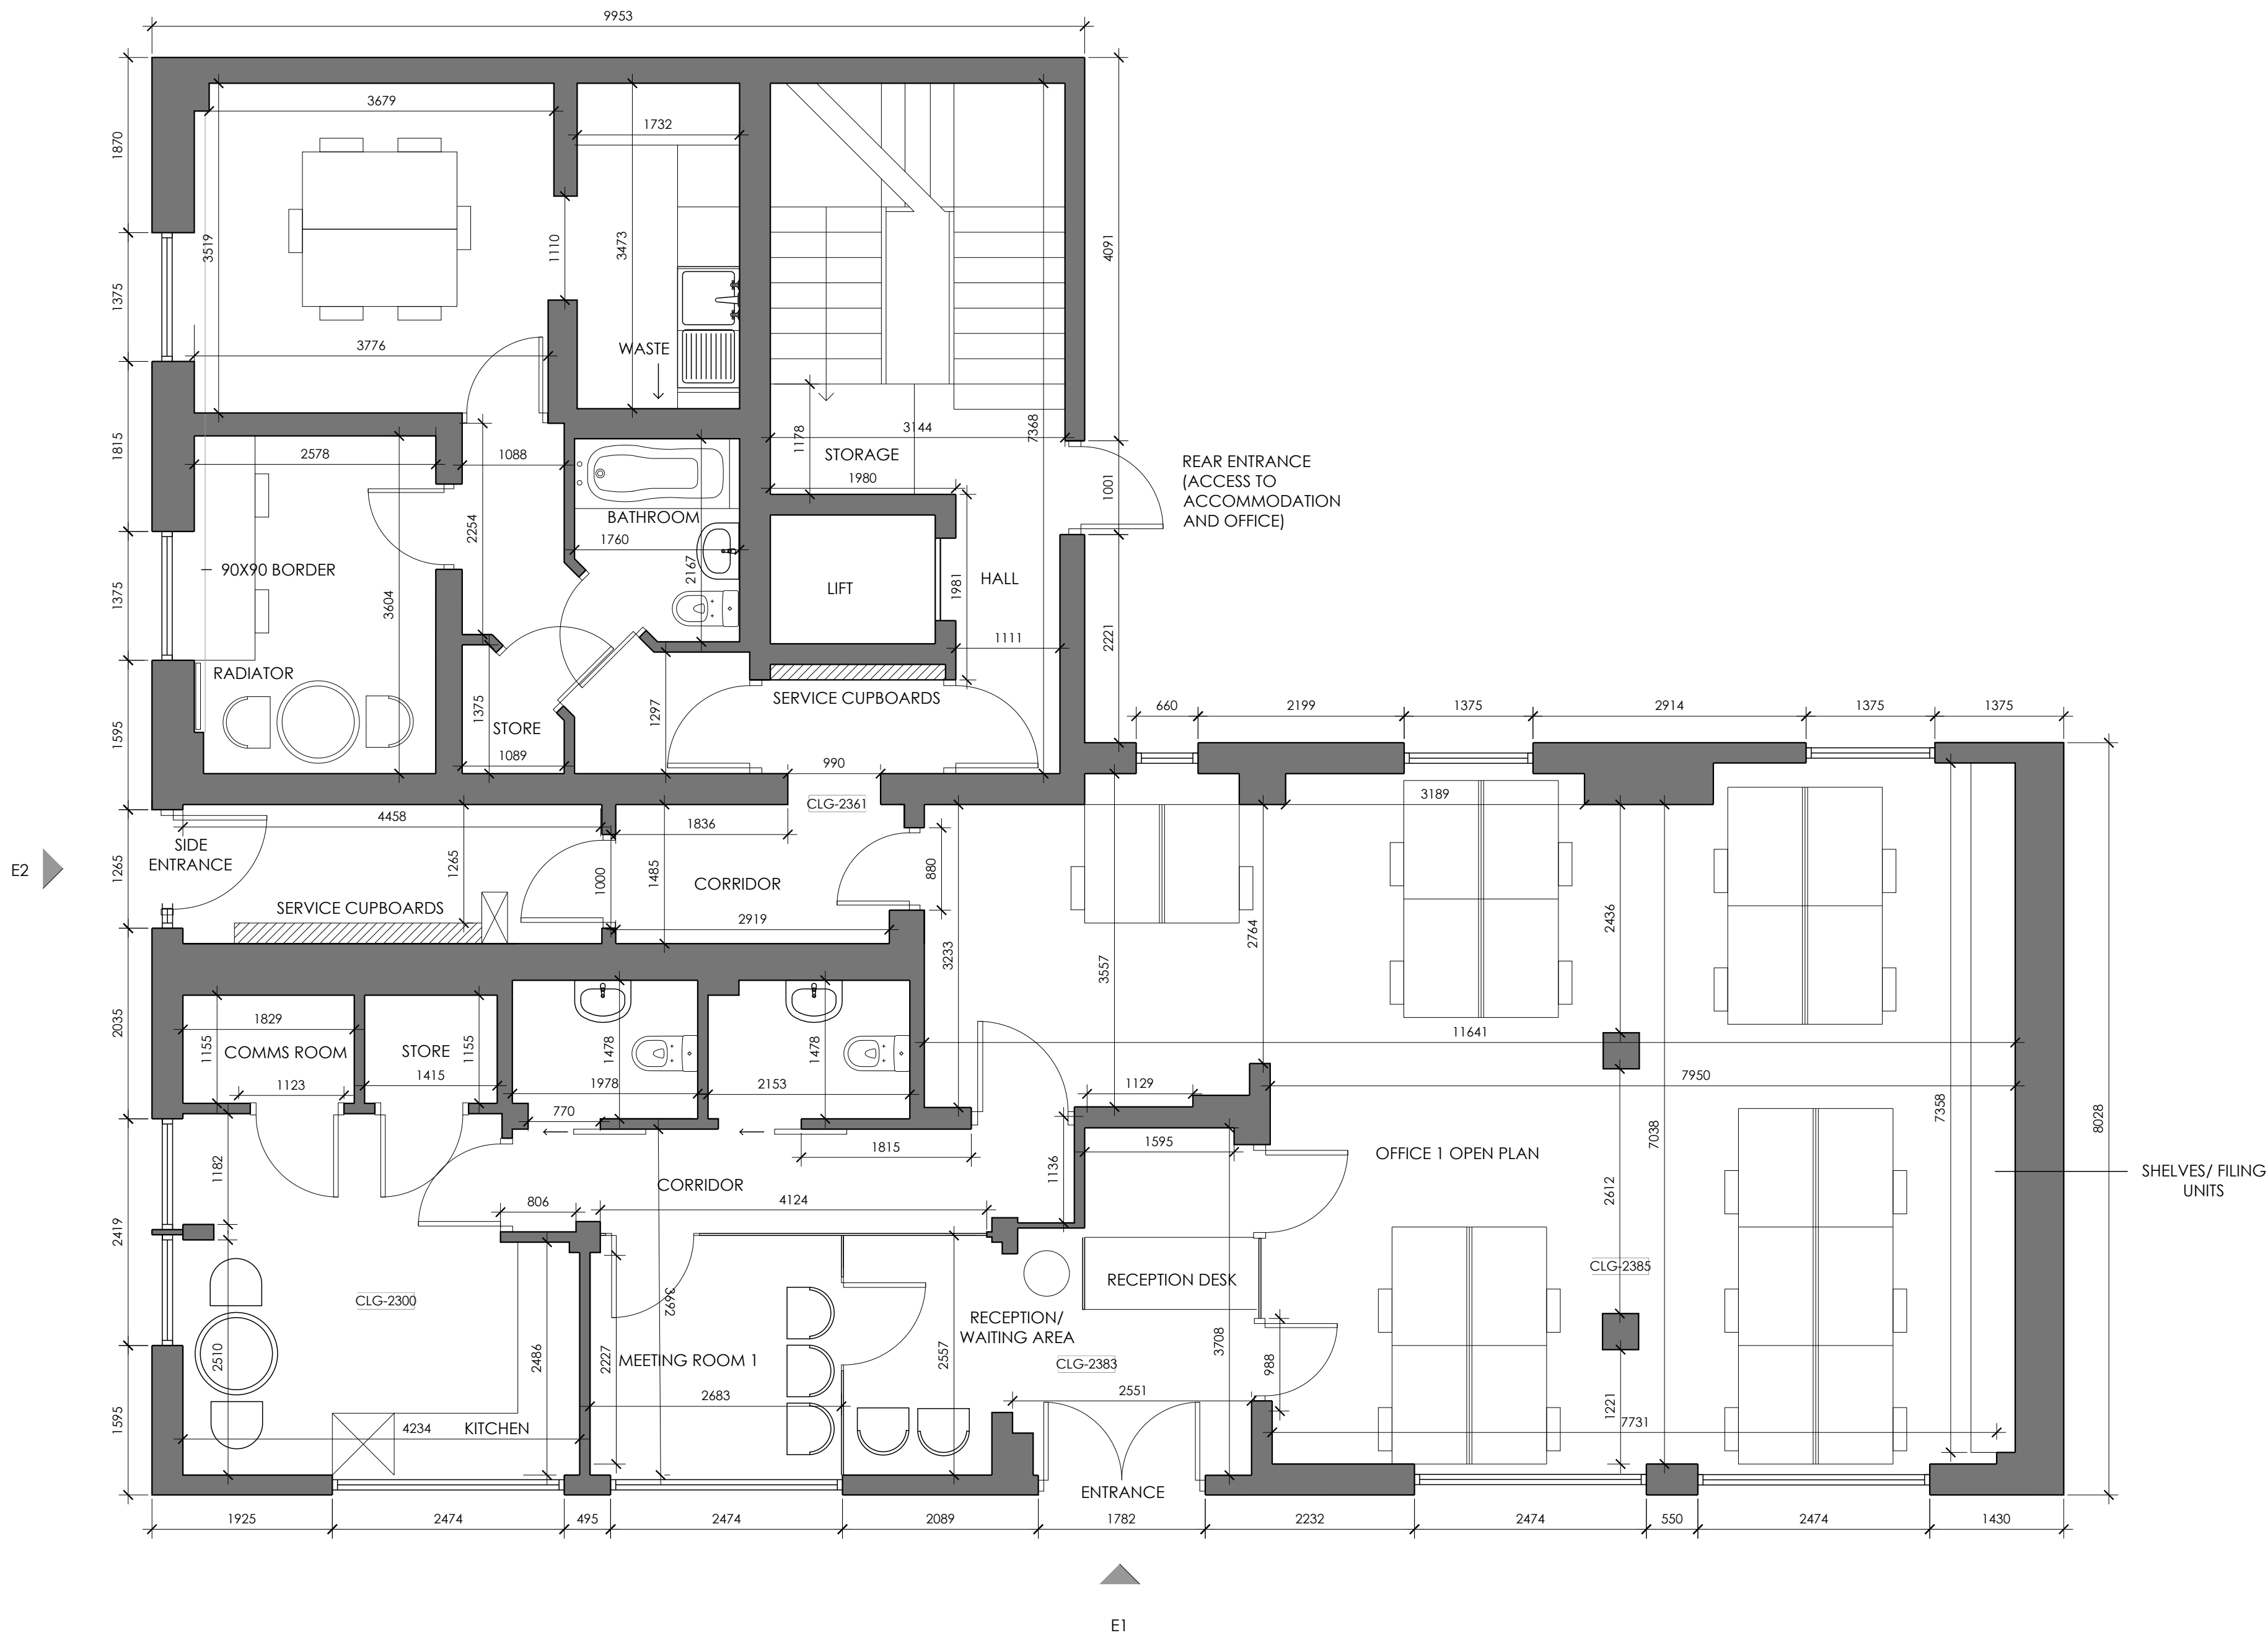 9953
3679
1732
1870
1375
1815
1375
1595
1265
2035
2419
1595
3519
1110
3473
3776
WASTE
4091
1001
2221
7368
3144
1178
STORAGE
1980
REAR ENTRANCE
(ACCESS TO
ACCOMMODATION
AND OFFICE)
2578
1088
2254
BATHROOM
1760
2167
90X90 BORDER
3604
LIFT
1981
HALL
1111
RADIATOR
1375
STORE
1089
1297
SERVICE CUPBOARDS
990
CLG-2361
660
2199
1375
2914
1375
1375
4458
1836
SIDE
ENTRANCE
E2
1265
1000
1485
CORRIDOR
880
SERVICE CUPBOARDS
2919
3233
3557
2764
3189
2436
11641
7950
7358
7038
8028
1829
1155
COMMS ROOM
1123
STORE
1155
1415
1478
1978
770
1478
2153
1815
1129
1595
1136
OFFICE 1 OPEN PLAN
2612
SHELVES/ FILING
UNITS
1182
806
CORRIDOR
4124
CLG-2300
2510
2486
KITCHEN
4234
3692
2227
MEETING ROOM 1
2683
2557
RECEPTION DESK
RECEPTION/
WAITING AREA
CLG-2383
3708
988
2551
CLG-2385
1221
7731
ENTRANCE
1925
2474
495
2474
2089
1782
2232
2474
550
2474
1430
E1